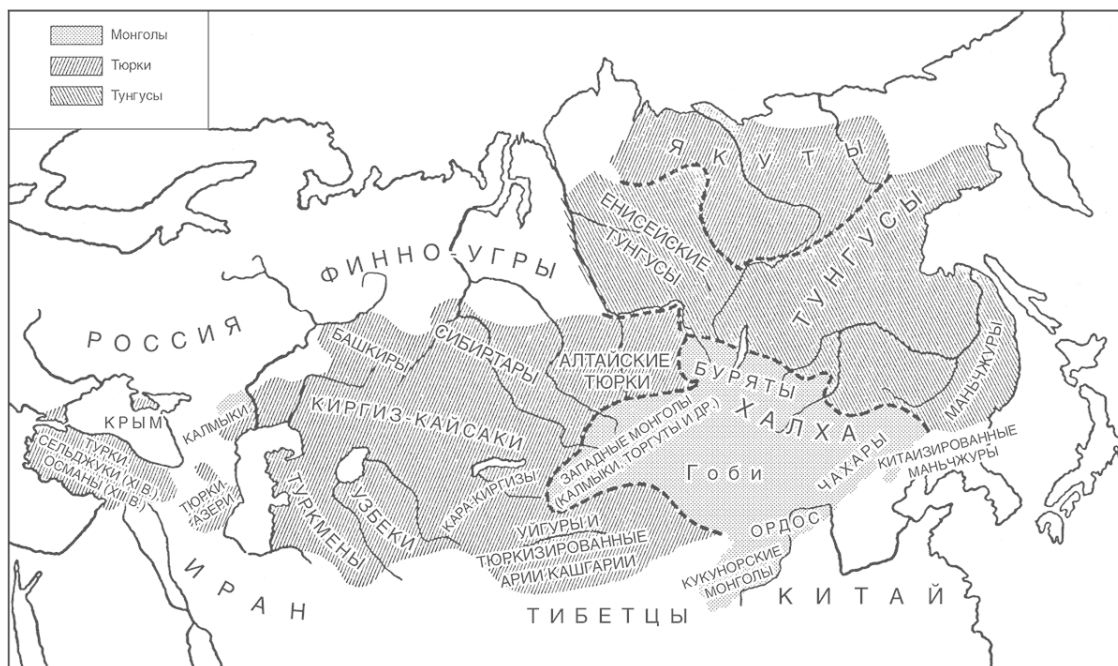 Монголы
Тюрки
Тунгусы
ЯКУТЫ
ЕНИСЕЙСКИЕ
ТУНГУСЫ
ТУНГУСЫ
ФИННО-УГРЫ
РОССИЯ
БАШКИРЫ
СИБИРТАРЫ
АЛТАЙСКИЕ
ТЮРКИ
БУРЯТЫ
МАНЬЧЖУРЫ
КРЫМ
КАЛМЫКИ
КИРГИЗ-КАЙСАКИ
ЗАПАДНЫЕ МОНГОЛЫ
(КАЛМЫКИ, ТОРГУТЫ И ДР.)
ХАЛХА
ТУРКИ
СЕЛЬДЖУКИ (XI В.),
ОСМАНЫ (XIII В.)
ТЮРКИ-
АЗЕРИ
ТУРКМЕНЫ
УЗБЕКИ
КАРА-КИРГИЗЫ
Гоби
ЧАХАРЫ
КИТАИЗИРОВАННЫЕ
МАНЬЧЖУРЫ
УЙГУРЫ И
ТЮРКИЗИРОВАННЫЕ
АРИИ КАШГАРИИ
ОРДОС
КУКУНОРСКИЕ
МОНГОЛЫ
ИРАН
ТИБЕТЦЫ
КИТАЙ